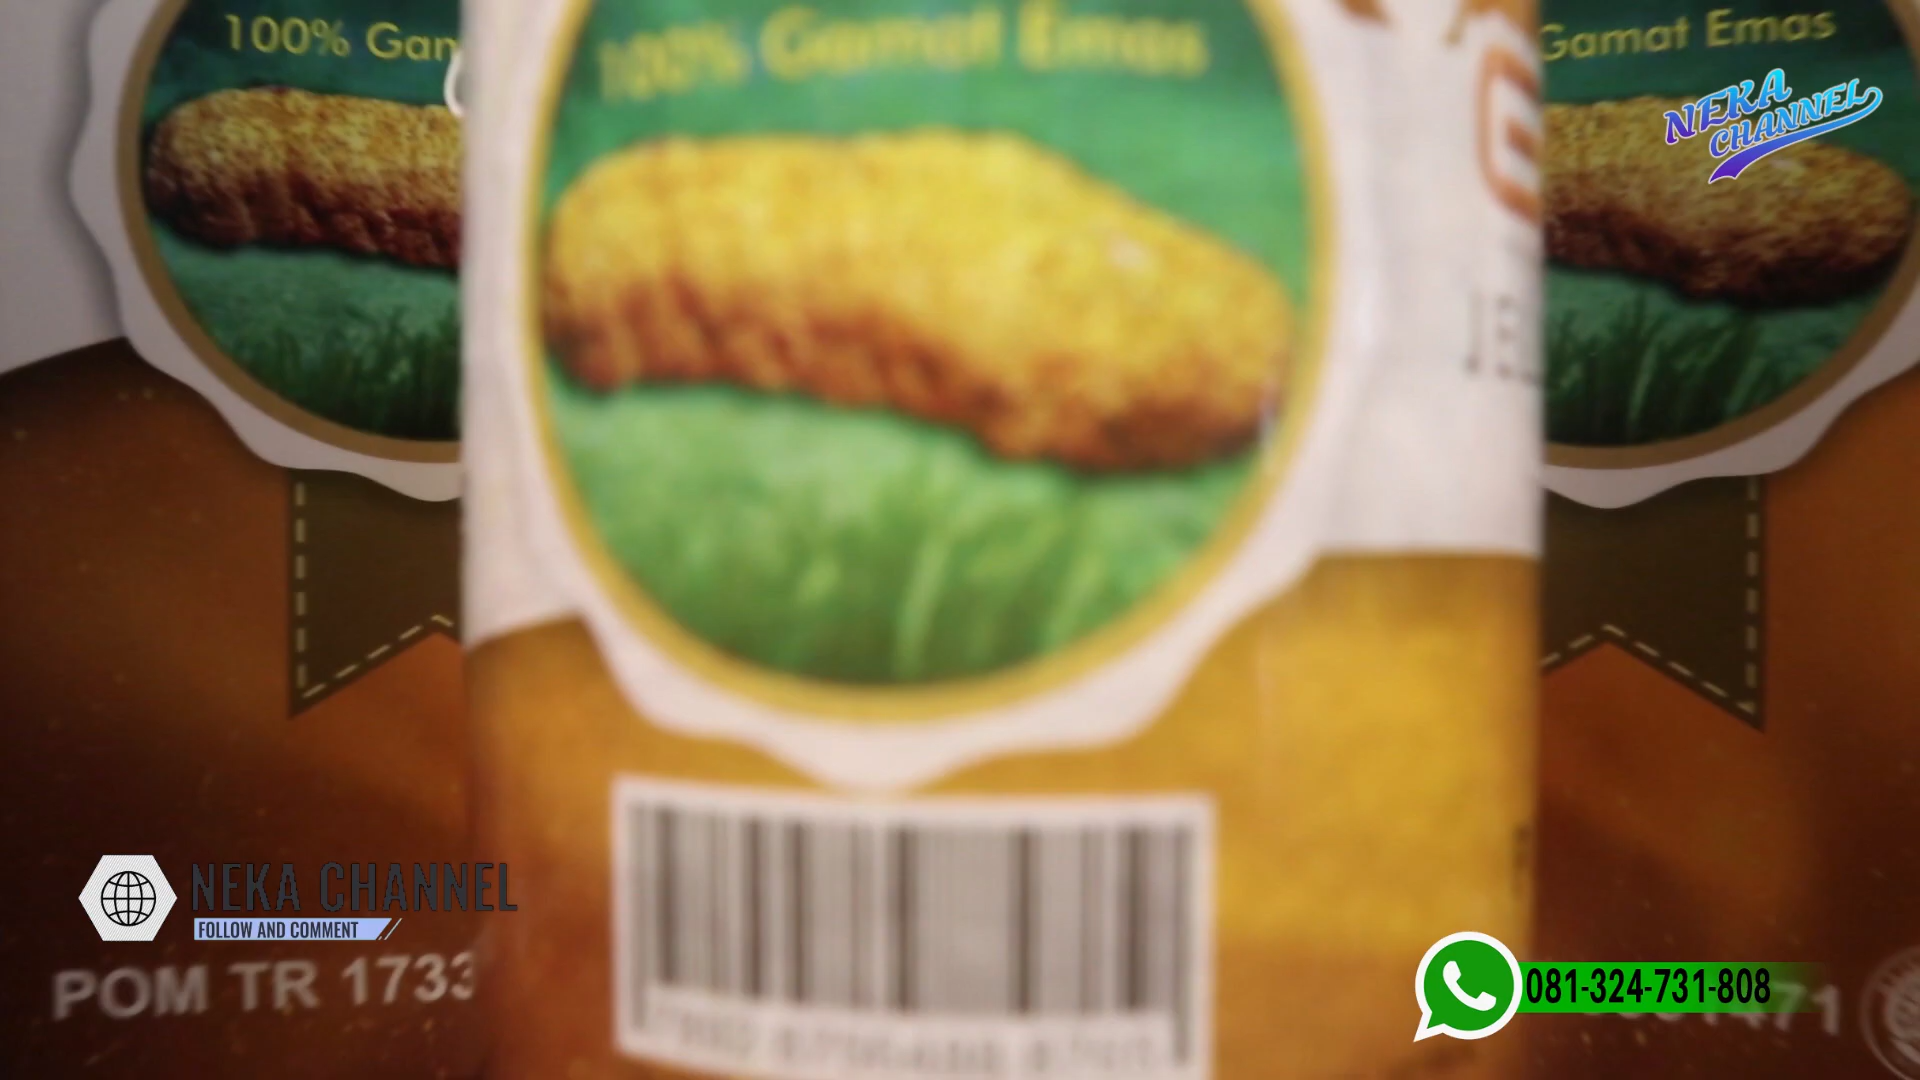 100% Gam
100% Gamat Emas
Gamat Emas
NEKA
CHANNEL
NEKA CHANNEL
FOLLOW AND COMMENT
POM TR 1733
081-324-731-808